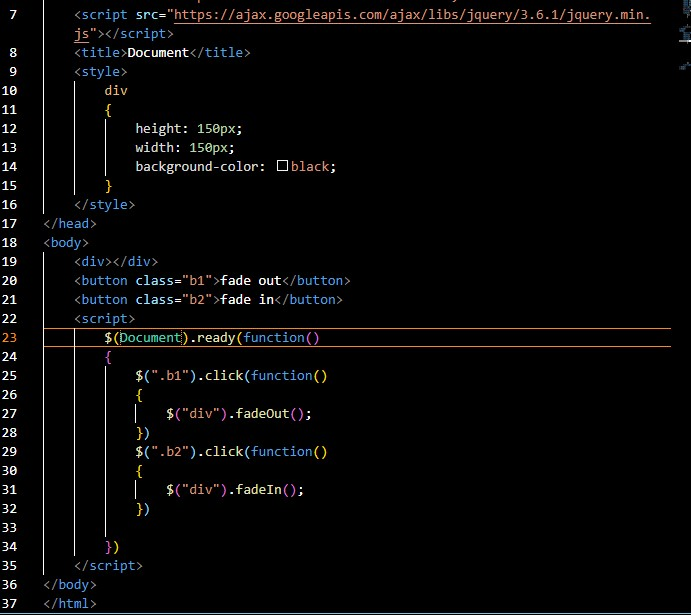 7 <script src="https://ajax.googleapis.com/ajax/libs/jquery/3.6.1/jquery.min.
js"></script>
8 <title>Document</title>
9 <style>
10 div
11 {
12 height: 150px;
13 width: 150px;
14 background-color: black;
15 }
16 </style>
17 </head>
18 <body>
19 <div></div>
20 <button class="b1">fade out</button>
21 <button class="b2">fade in</button>
22 <script>
23 $(Document).ready(function()
24 {
25 $(".b1").click(function()
26 {
27 $("div").fadeOut();
28 })
29 $(".b2").click(function()
30 {
31 $("div").fadeIn();
32 })
33
34 })
35 </script>
36 </body>
37 </html>